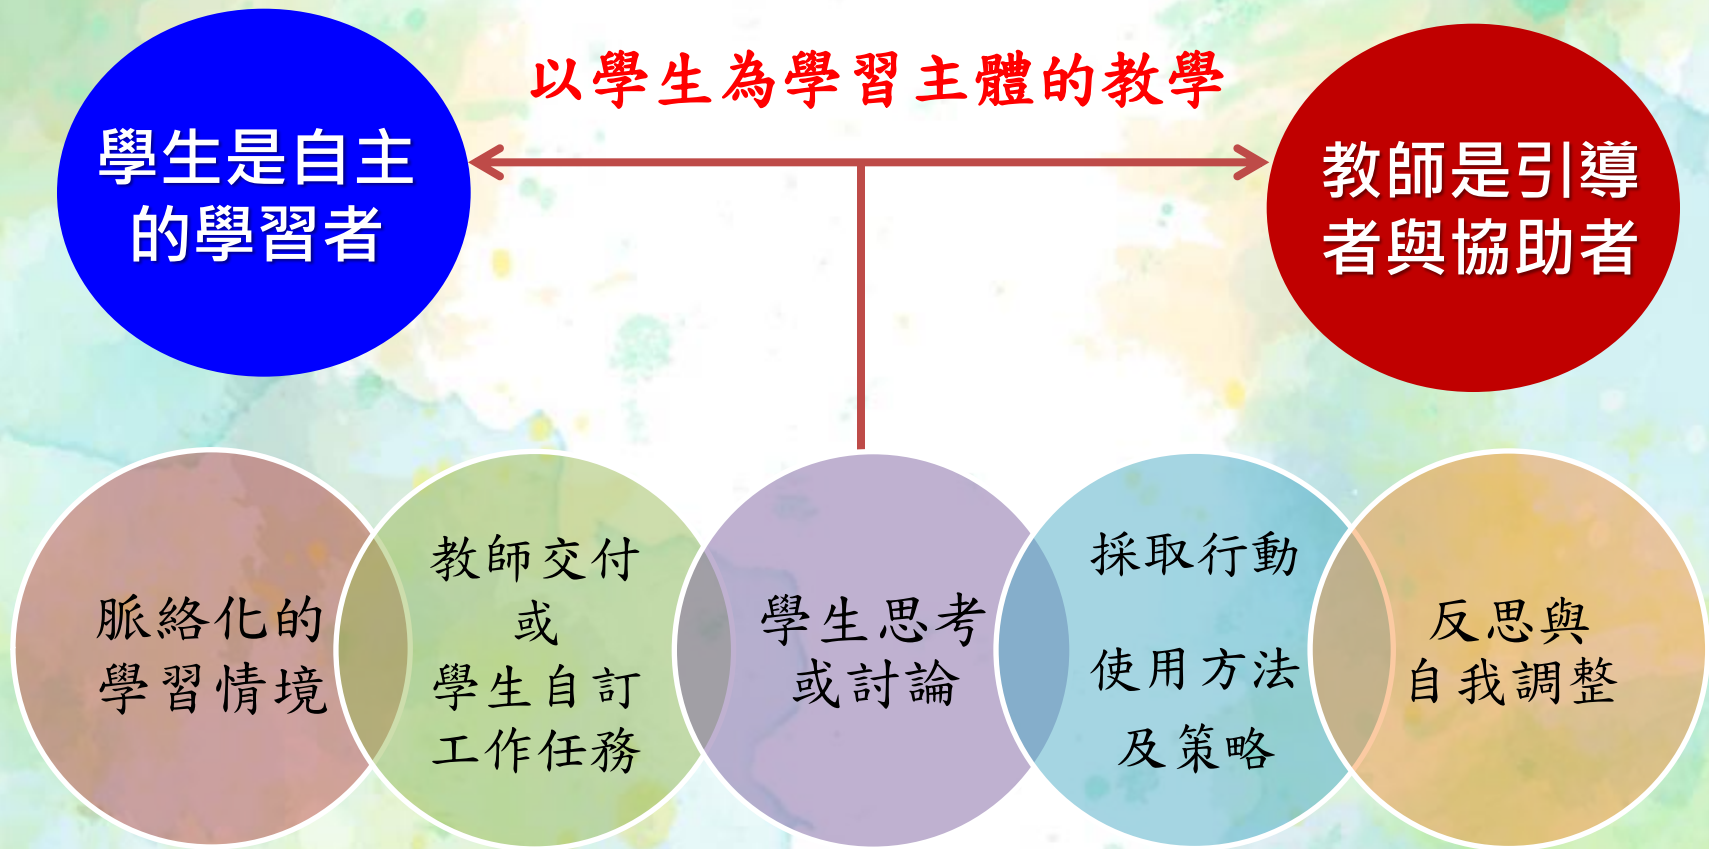 以學生為學習主體的教學
學生是自主
的學習者
教師是引導
者與協助者
脈絡化的
學習情境
教師交付
或
學生自訂
工作任務
學生思考
或討論
採取行動
使用方法
及策略
反思與
自我調整